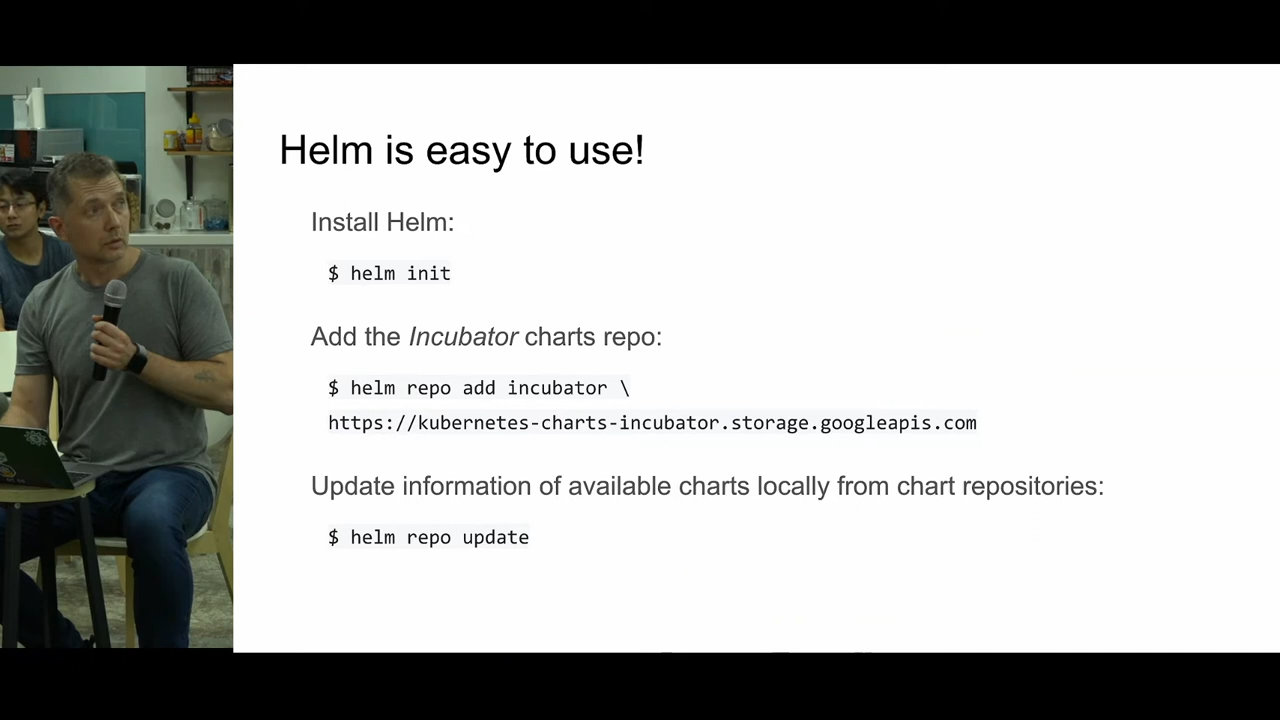 Helm is easy to use!
Install Helm:
$ helm init
Add the Incubator charts repo:
$ helm repo add incubator \
https://kubernetes-charts-incubator.storage.googleapis.com
Update information of available charts locally from chart repositories:
$ helm repo update